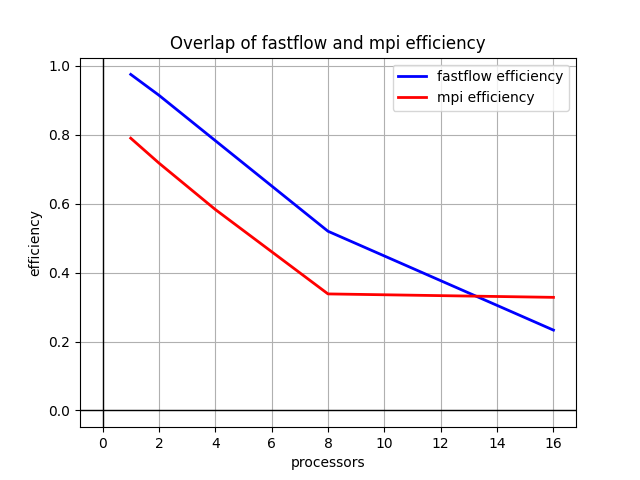 Overlap of fastflow and mpi efficiency
fastflow efficiency
mpi efficiency
efficiency
1.0
0.8
0.6
0.4
0.2
0.0
0 2 4 6 8 10 12 14 16
processors